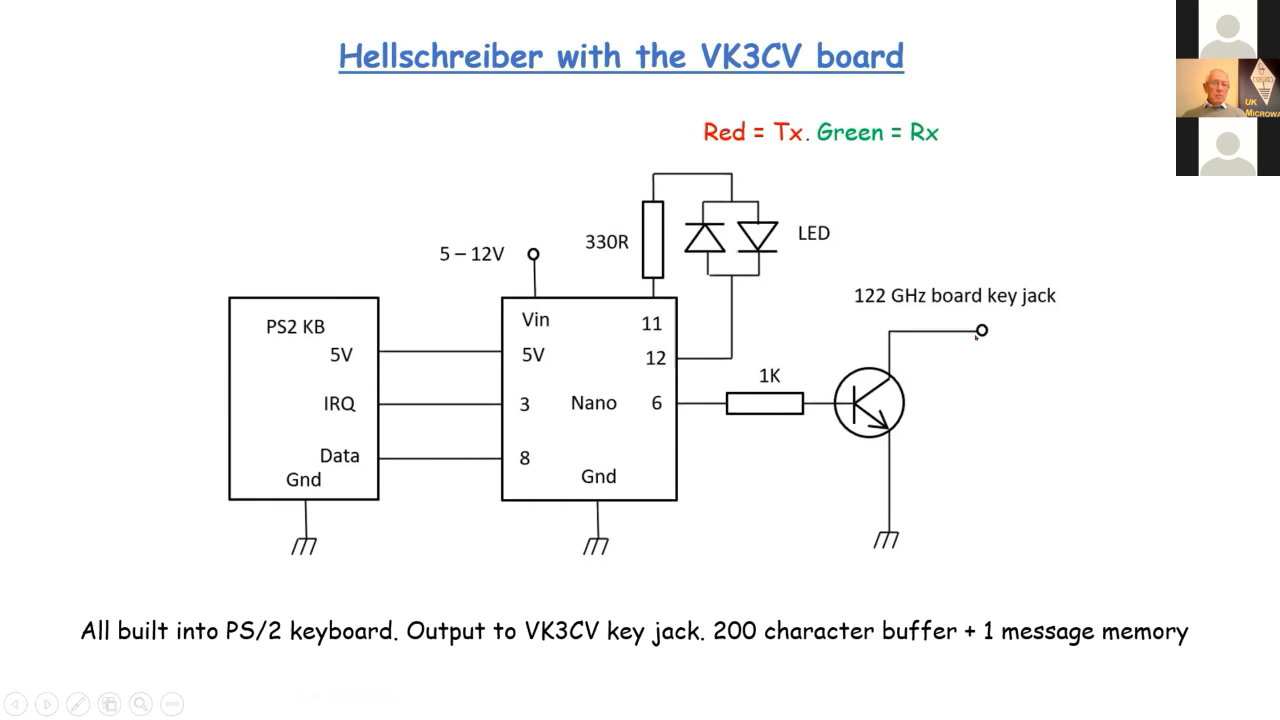 Hellschreiber with the VK3CV board
Red = Tx. Green = Rx
UK
MICROWA
330R
LED
5 – 12V
122 GHz board key jack
PS2 KB
Vin
11
5V
5V
12
1K
IRQ
3
Nano
6
Data
8
Gnd
Gnd
All built into PS/2 keyboard. Output to VK3CV key jack. 200 character buffer + 1 message memory